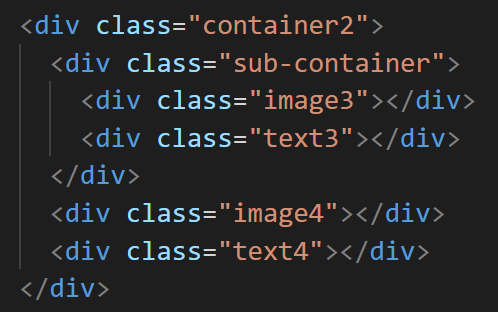 <div class="container2">
<div class="sub-container">
<div class="image3"></div>
<div class="text3"></div>
</div>
<div class="image4"></div>
<div class="text4"></div>
</div>